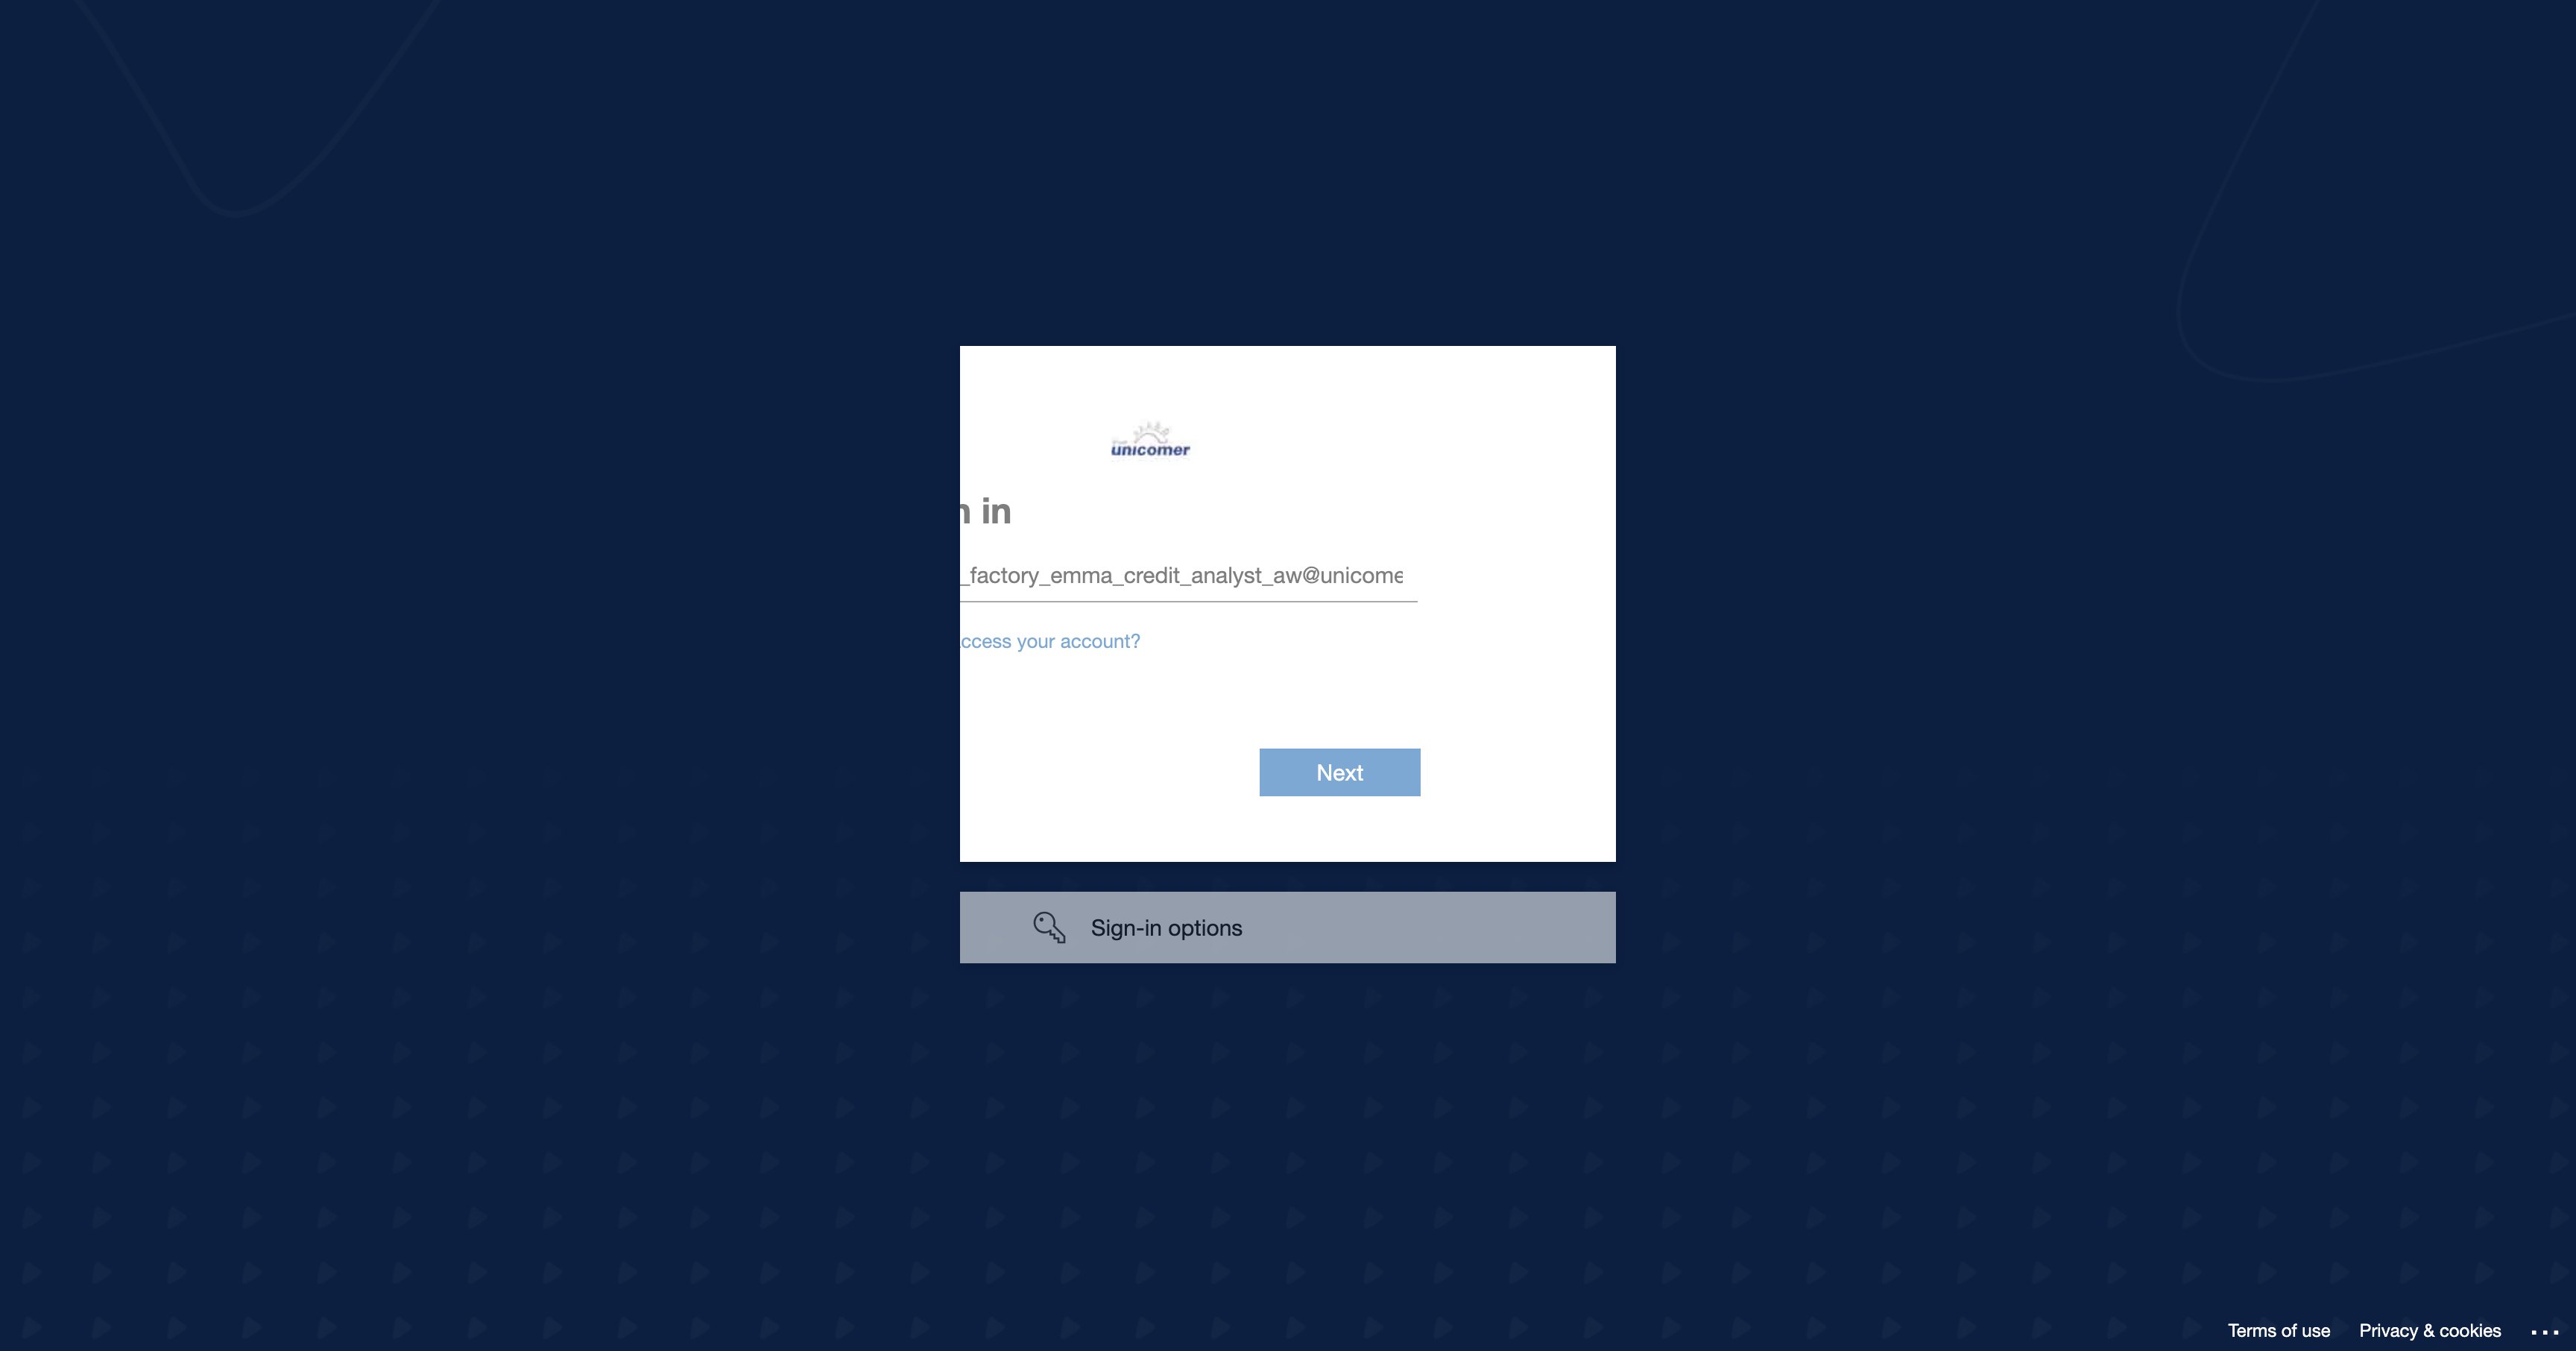 unicomer
n in
_factory_emma_credit_analyst_aw@unicome
ccess your account?
Next
Sign-in options
Terms of use Privacy & cookies ...